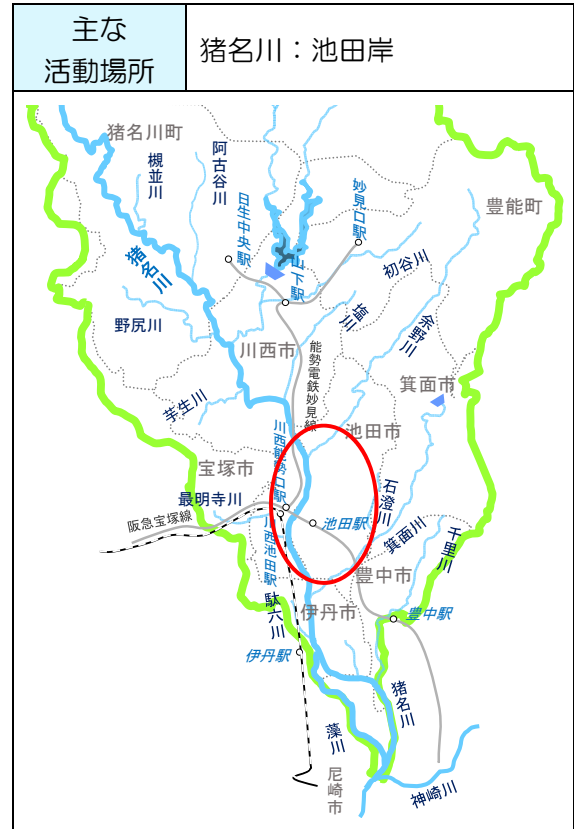 主な
活動場所
猪名川：池田岸
猪名川町
槻並川
阿古谷川
日生中央駅
妙見口駅
豊能町
猪名川
山下駅
初谷川
野尻川
塩川
余野川
川西市
能勢電鉄妙見線
箕面市
芋生川
池田市
川西能勢口駅
宝塚市
最明寺川
石澄川
阪急宝塚線
池田駅
箕面川
千里川
川西池田駅
豊中市
駄六川
伊丹市
豊中駅
伊丹駅
猪名川
藻川
尼崎市
神崎川